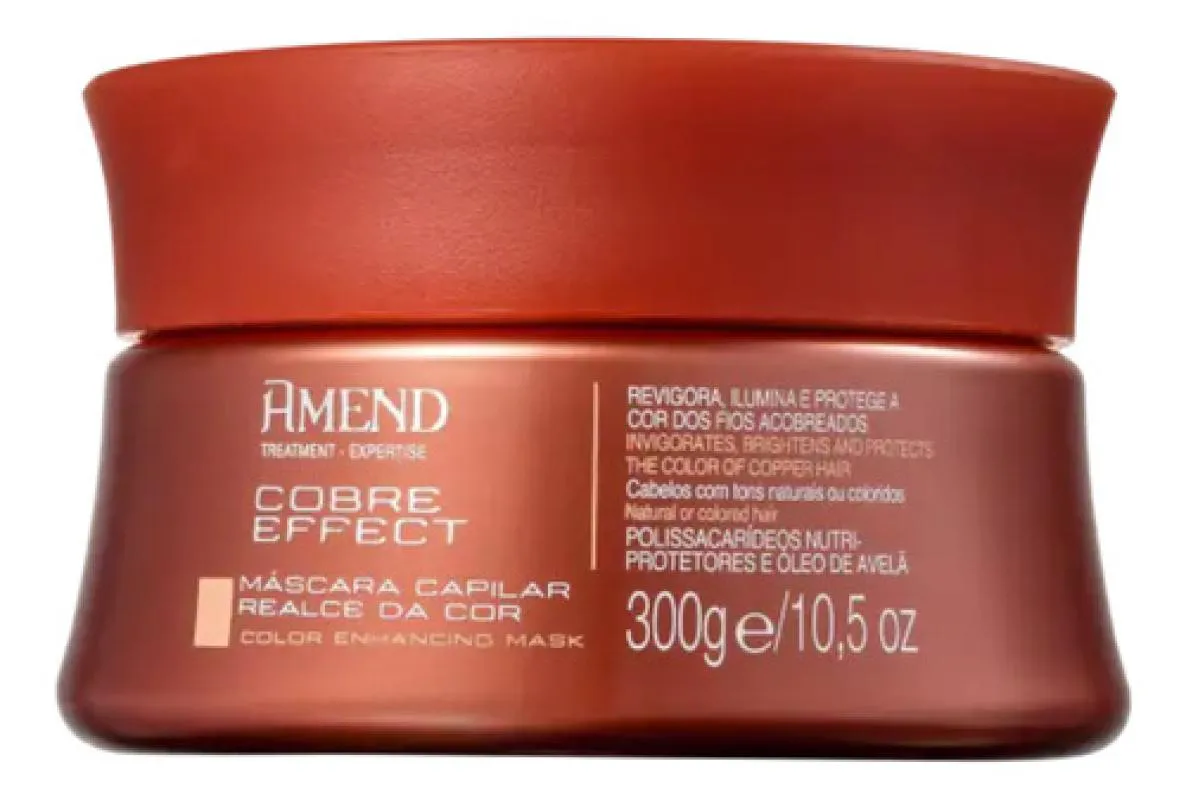 AMEND
TREATMENT - EXPERTISE
COBRE
EFFECT
MÁSCARA CAPILAR
REALCE DA COR
COLOR ENHANCING MASK
REVIGORA, ILUMINA E PROTEGE A
COR DOS FIOS ACOBREADOS
INVIGORATES, BRIGHTENS AND PROTECTS
THE COLOR OF COPPER HAIR
Cabelos com tons naturais ou coloridos
Natural or colored hair
POLISSACARÍDEOS NUTRI-
PROTETORES E ÓLEO DE AVELÃ
300g e/10,5 oz